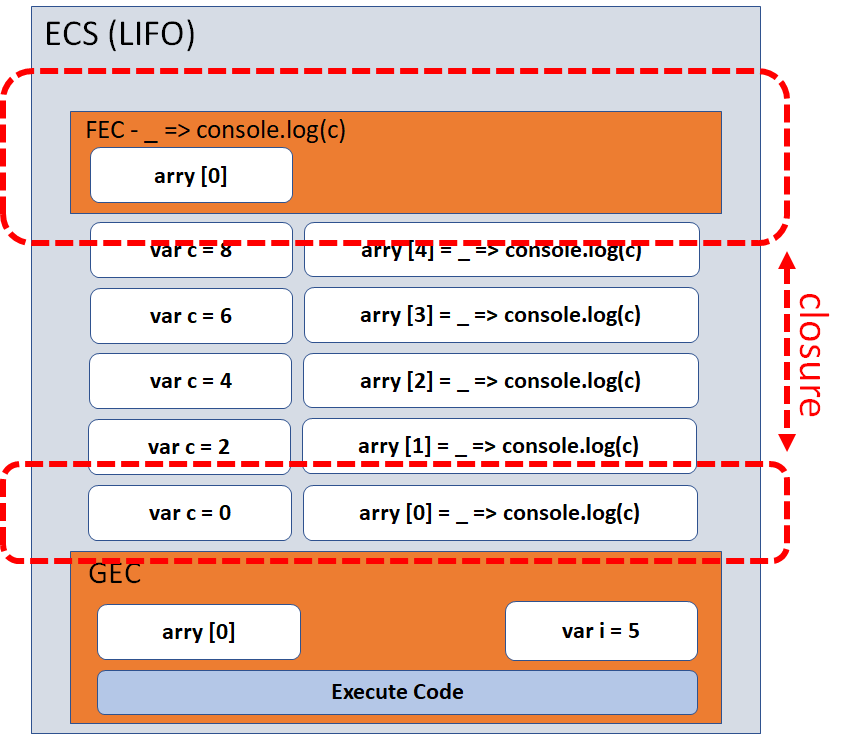 ECS (LIFO)
FEC - _ => console.log(c)
arry [0]
var c = 8
arry [4] = _ => console.log(c)
var c = 6
arry [3] = _ => console.log(c)
var c = 4
arry [2] = _ => console.log(c)
var c = 2
arry [1] = _ => console.log(c)
var c = 0
arry [0] = _ => console.log(c)
closure
GEC
arry [0]
var i = 5
Execute Code